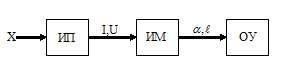 X ИП I,U ИМ α,ℓ ОУ